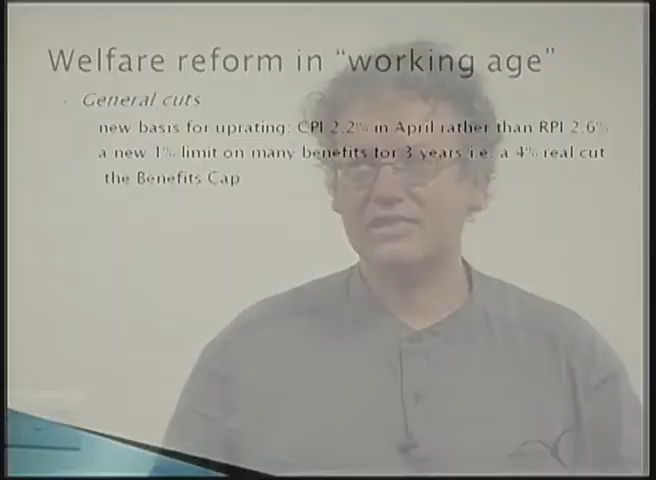 Welfare reform in “working age”
· General cuts
new basis for uprating: CPI 2.2% in April rather than RPI 2.6%
a new 1% limit on many benefits for 3 years i.e. a 4% real cut
the Benefits Cap